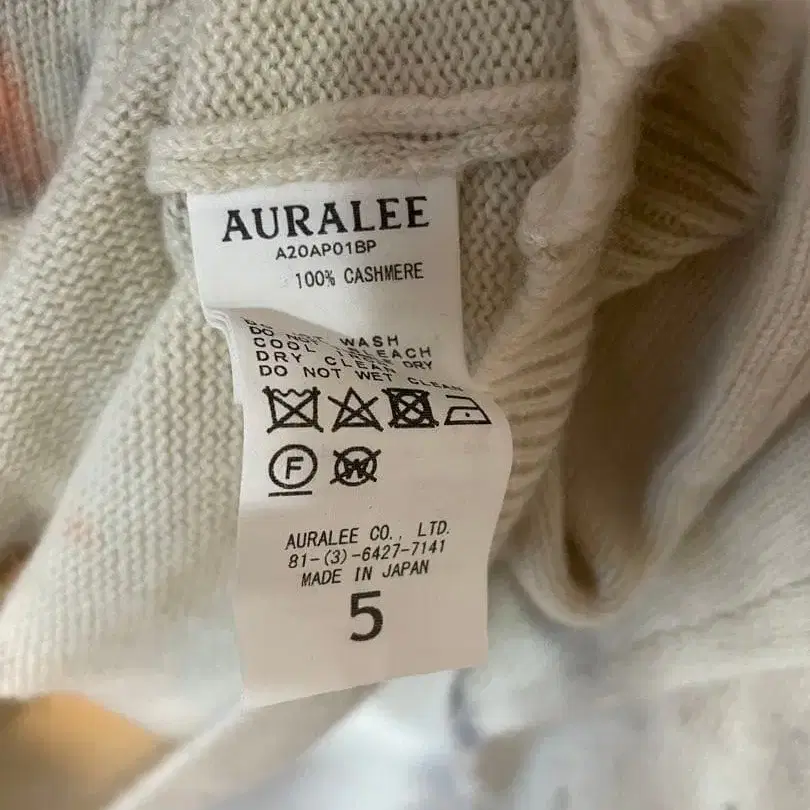 AURALEE
A20AP01BP
100% CASHMERE
DO NOT WASH
COOL BLEACH
DRY CLEAN DRY
DO NOT WET CLEAN
F
W
AURALEE CO., LTD.
81-(3)-6427-7141
MADE IN JAPAN
5